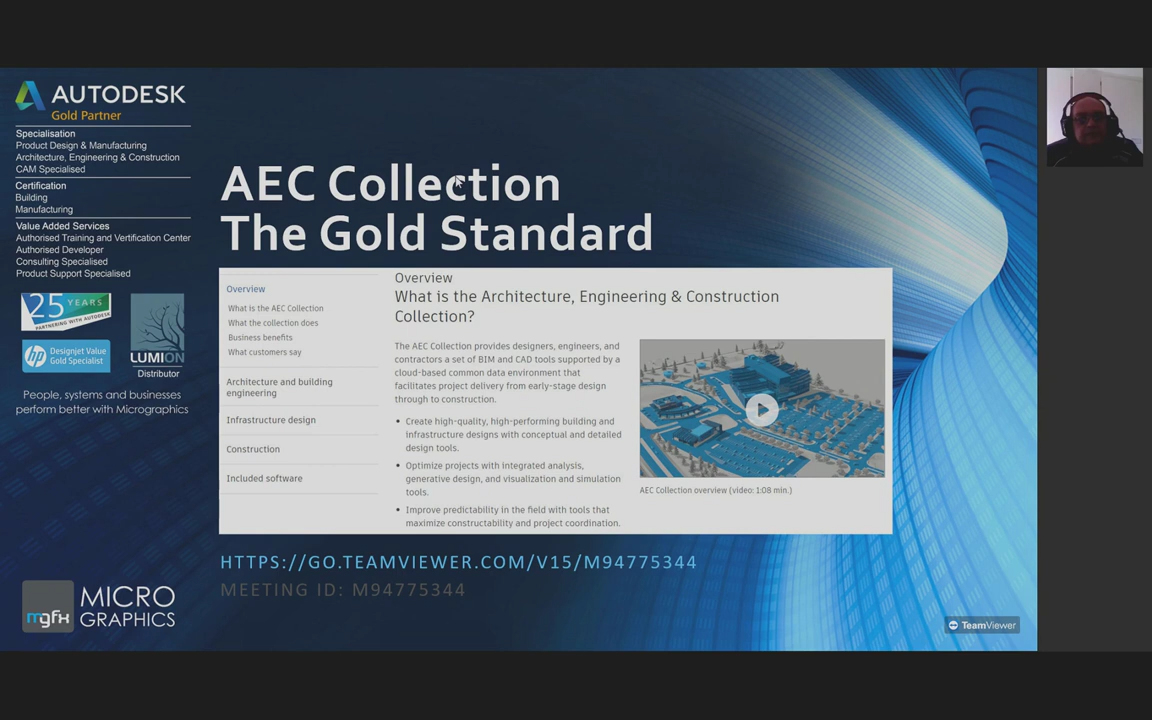 AUTODESK
Gold Partner
Specialisation
Product Design & Manufacturing
Architecture, Engineering & Construction
CAM Specialised
Certification
Building
Manufacturing
Value Added Services
Authorised Training and Vertification Center
Authorised Developer
Consulting Specialised
Product Support Specialised
25 YEARS
PARTNERING WITH AUTODESK
hp Designjet Value
Gold Specialist
LUMION
Distributor
People, systems and businesses
perform better with Micrographics
mgfx MICRO
GRAPHICS
AEC Collection
The Gold Standard
Overview
What is the AEC Collection
What the collection does
Business benefits
What customers say
Architecture and building
engineering
Infrastructure design
Construction
Included software
Overview
What is the Architecture, Engineering & Construction
Collection?
The AEC Collection provides designers, engineers, and
contractors a set of BIM and CAD tools supported by a
cloud-based common data environment that
facilitates project delivery from early-stage design
through to construction.
• Create high-quality, high-performing building and
infrastructure designs with conceptual and detailed
design tools.
• Optimize projects with integrated analysis,
generative design, and visualization and simulation
tools.
• Improve predictability in the field with tools that
maximize constructability and project coordination.
AEC Collection overview (video: 1:08 min.)
HTTPS://GO.TEAMVIEWER.COM/V15/M94775344
MEETING ID: M94775344
TeamViewer